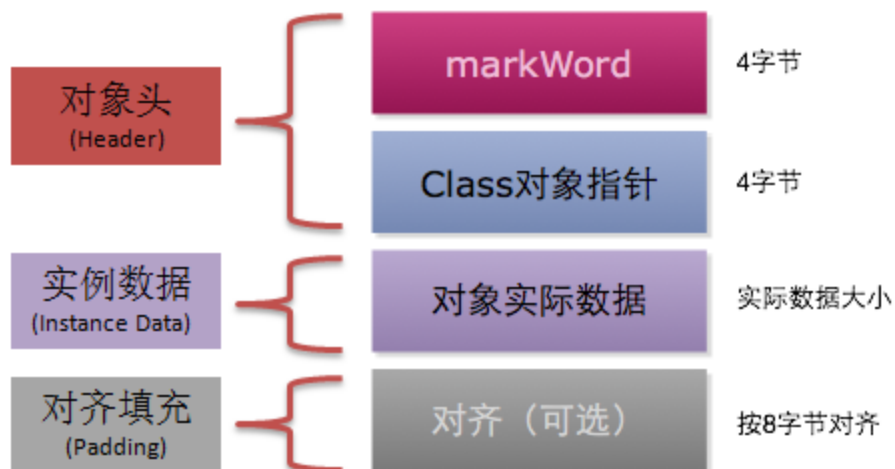 对象头
(Header)
markWord
4字节
Class对象指针
4字节
实例数据
(Instance Data)
对象实际数据
实际数据大小
对齐填充
(Padding)
对齐（可选）
按8字节对齐